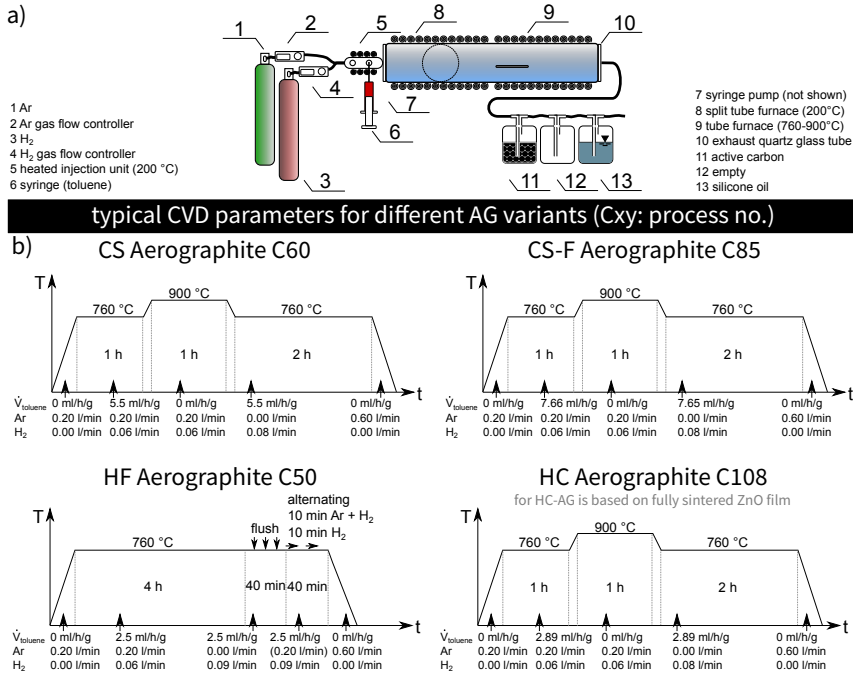 a)
1
2
3
4
5
6
7
8
9
10
11
12
13
1 Ar
2 Ar gas flow controller
3 H₂
4 H₂ gas flow controller
5 heated injection unit (200 °C)
6 syringe (toluene)
7 syringe pump (not shown)
8 split tube furnace (200°C)
9 tube furnace (760-900°C)
10 exhaust quartz glass tube
11 active carbon
12 empty
13 silicone oil
typical CVD parameters for different AG variants (Cxy: process no.)
b)
CS Aerographite C60
T
760 °C
900 °C
760 °C
1 h
1 h
2 h
t
V̇toluene 0 ml/h/g 5.5 ml/h/g 0 ml/h/g 5.5 ml/h/g 0 ml/h/g
Ar 0.20 l/min 0.20 l/min 0.20 l/min 0.00 l/min 0.60 l/min
H₂ 0.00 l/min 0.06 l/min 0.06 l/min 0.08 l/min 0.00 l/min
CS-F Aerographite C85
T
760 °C
900 °C
760 °C
1 h
1 h
2 h
t
V̇toluene 0 ml/h/g 7.66 ml/h/g 0 ml/h/g 7.65 ml/h/g 0 ml/h/g
Ar 0.20 l/min 0.20 l/min 0.20 l/min 0.00 l/min 0.60 l/min
H₂ 0.00 l/min 0.06 l/min 0.06 l/min 0.08 l/min 0.00 l/min
HF Aerographite C50
alternating
10 min Ar + H₂
10 min H₂
flush
T
760 °C
4 h
40 min
40 min
t
V̇toluene 0 ml/h/g 2.5 ml/h/g 2.5 ml/h/g 2.5 ml/h/g 0 ml/h/g
Ar 0.20 l/min 0.20 l/min 0.00 l/min (0.20 l/min) 0.60 l/min
H₂ 0.00 l/min 0.06 l/min 0.09 l/min 0.09 l/min 0.00 l/min
HC Aerographite C108
for HC-AG is based on fully sintered ZnO film
T
760 °C
900 °C
760 °C
1 h
1 h
2 h
t
V̇toluene 0 ml/h/g 2.89 ml/h/g 0 ml/h/g 2.89 ml/h/g 0 ml/h/g
Ar 0.20 l/min 0.20 l/min 0.20 l/min 0.00 l/min 0.60 l/min
H₂ 0.00 l/min 0.06 l/min 0.06 l/min 0.08 l/min 0.00 l/min